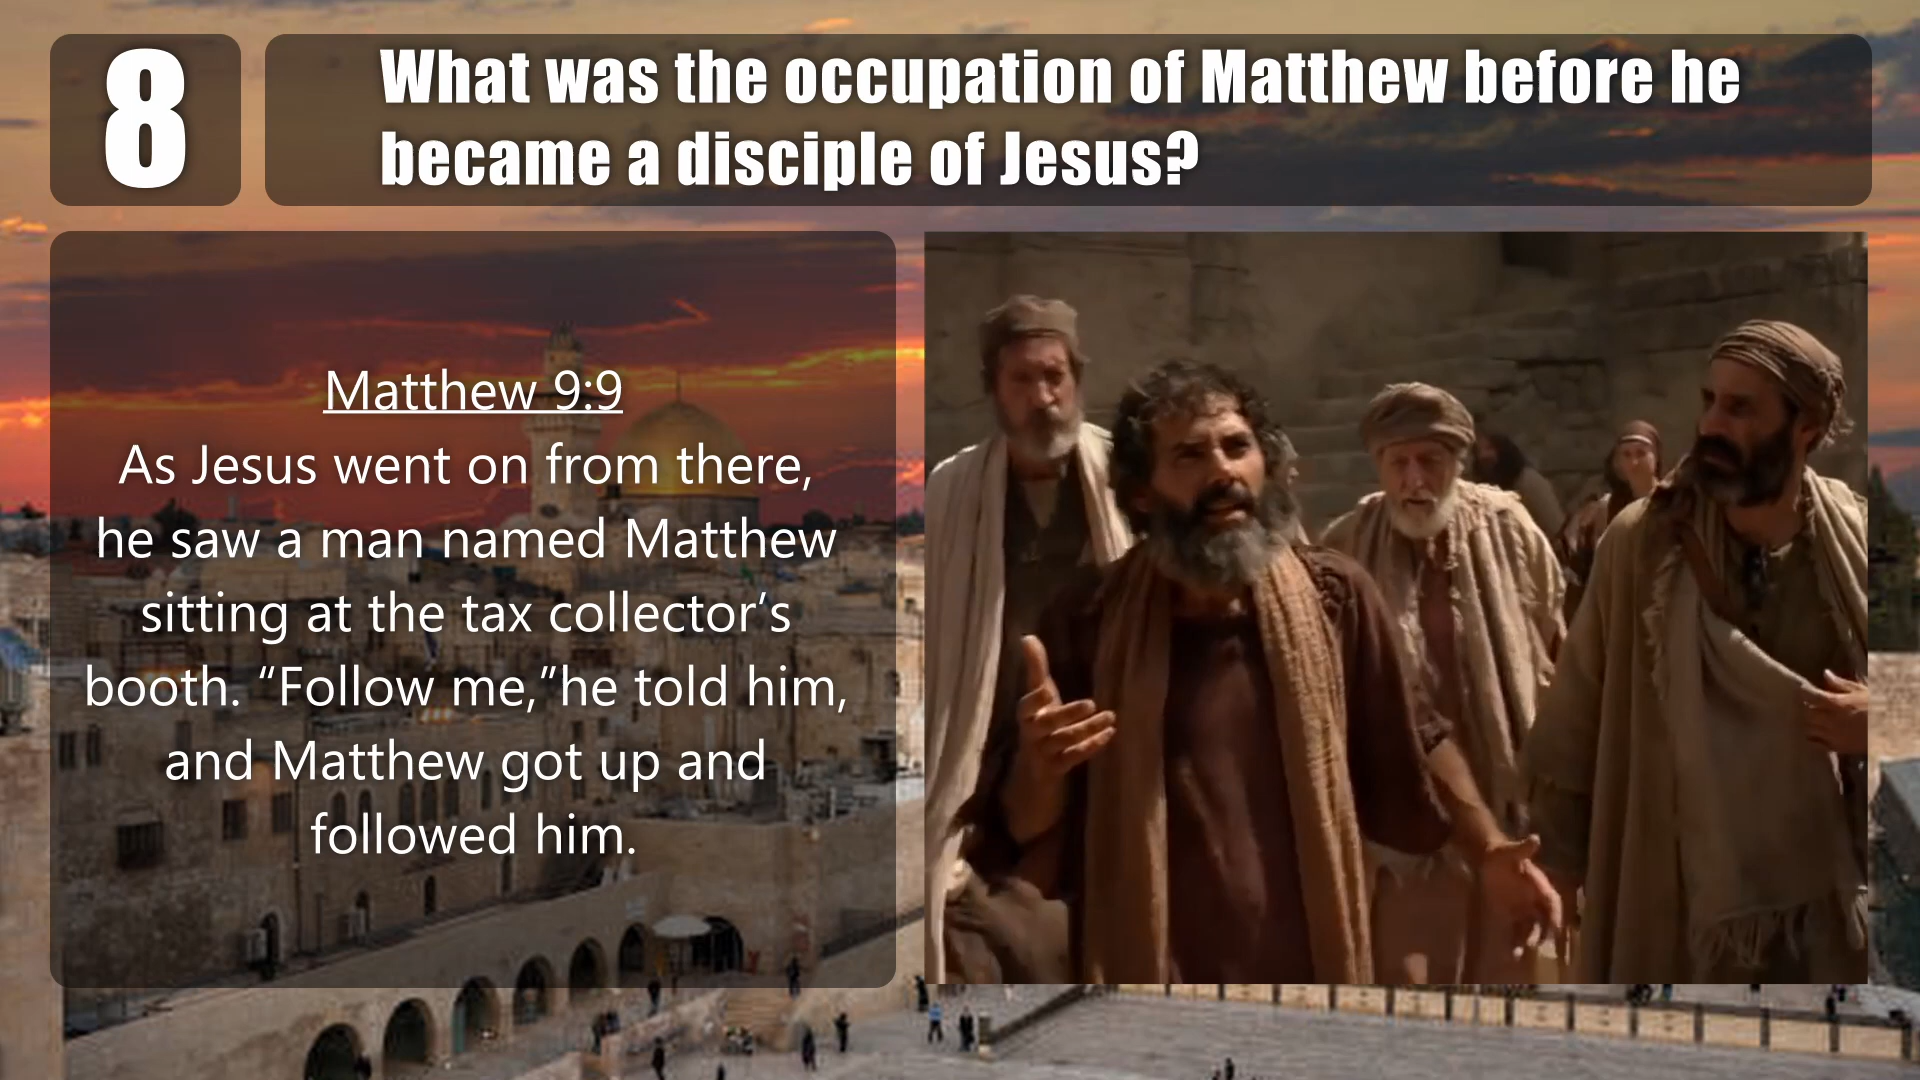 8
What was the occupation of Matthew before he
became a disciple of Jesus?
Matthew 9:9
As Jesus went on from there,
he saw a man named Matthew
sitting at the tax collector’s
booth. “Follow me,”he told him,
and Matthew got up and
followed him.